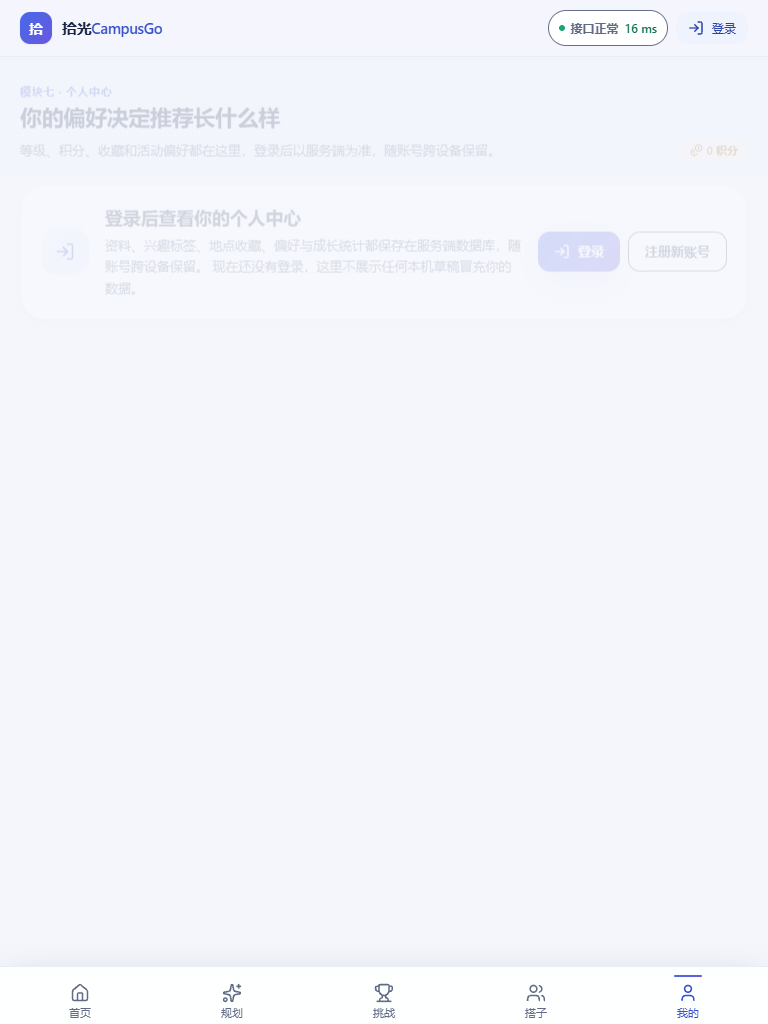 拾 拾光CampusGo 接口正常 16 ms 登录
模块七 · 个人中心
你的偏好决定推荐长什么样
等级、积分、收藏和活动偏好都在这里，登录后以服务端为准，随账号跨设备保留。 0 积分
登录后查看你的个人中心
资料、兴趣标签、地点收藏、偏好与成长统计都保存在服务端数据库，随
账号跨设备保留。 现在还没有登录，这里不展示任何本机草稿冒充你的
数据。
登录 注册新账号
首页 规划 挑战 搭子 我的